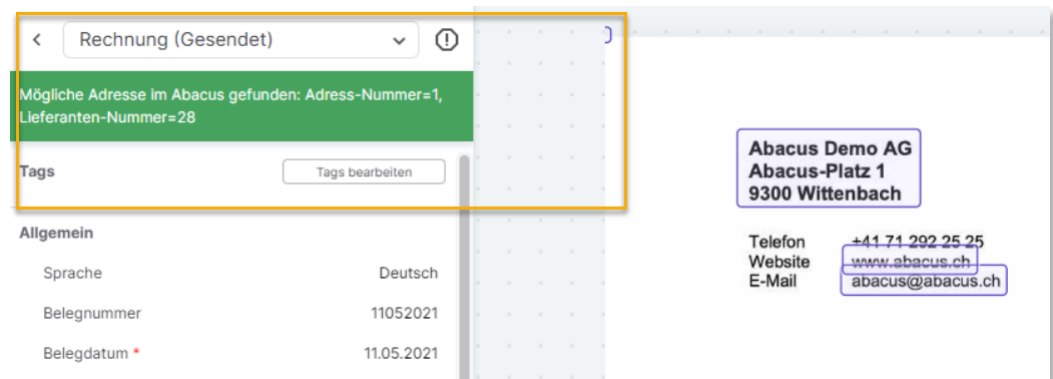 Rechnung (Gesendet)
Mögliche Adresse im Abacus gefunden: Adress-Nummer=1,
Lieferanten-Nummer=28
Tags
Tags bearbeiten
Allgemein
Sprache Deutsch
Belegnummer 11052021
Belegdatum * 11.05.2021
Abacus Demo AG
Abacus-Platz 1
9300 Wittenbach
Telefon +41 71 292 25 25
Website www.abacus.ch
E-Mail abacus@abacus.ch